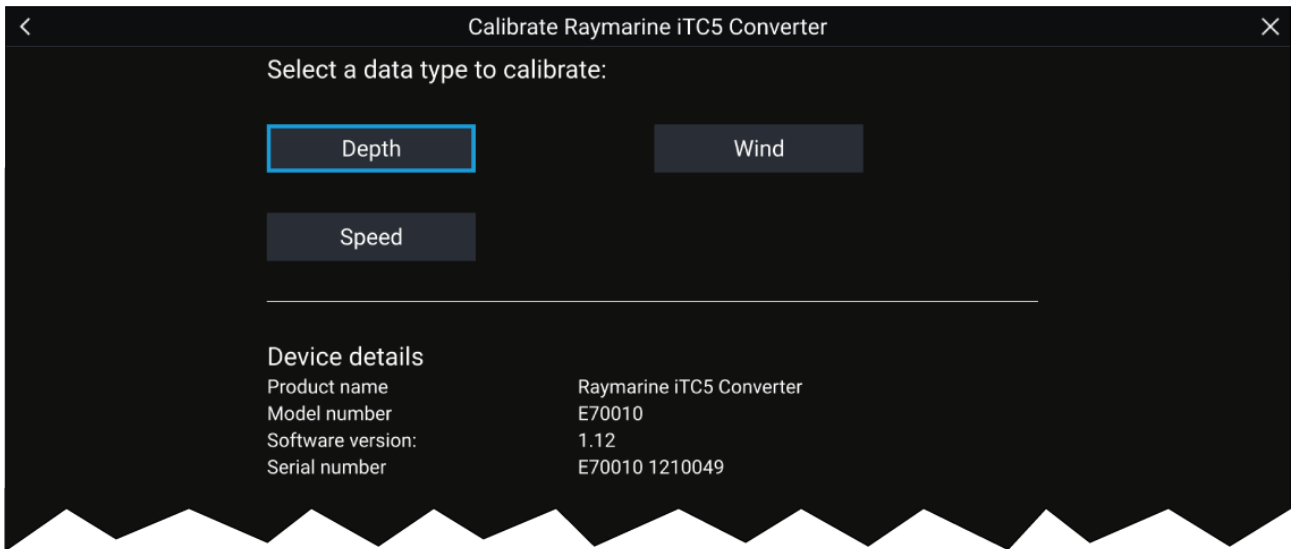 Calibrate Raymarine iTC5 Converter
Select a data type to calibrate:
Depth Wind
Speed
Device details
Product name Raymarine iTC5 Converter
Model number E70010
Software version: 1.12
Serial number E70010 1210049